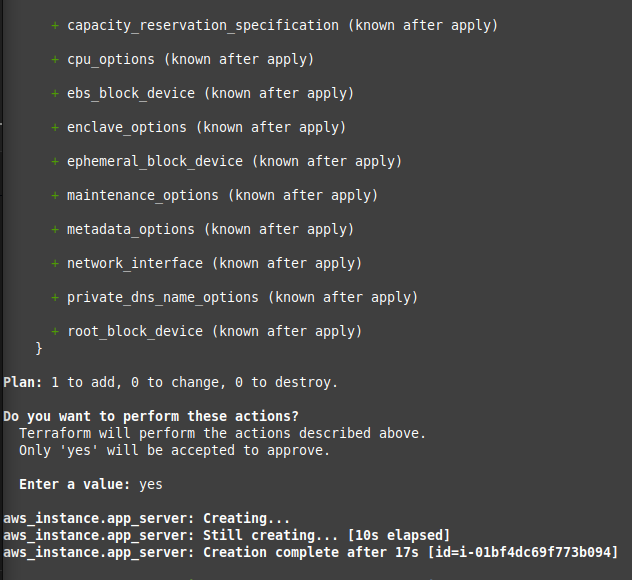 + capacity_reservation_specification (known after apply)
+ cpu_options (known after apply)
+ ebs_block_device (known after apply)
+ enclave_options (known after apply)
+ ephemeral_block_device (known after apply)
+ maintenance_options (known after apply)
+ metadata_options (known after apply)
+ network_interface (known after apply)
+ private_dns_name_options (known after apply)
+ root_block_device (known after apply)
}
Plan: 1 to add, 0 to change, 0 to destroy.
Do you want to perform these actions?
Terraform will perform the actions described above.
Only 'yes' will be accepted to approve.
Enter a value: yes
aws_instance.app_server: Creating...
aws_instance.app_server: Still creating... [10s elapsed]
aws_instance.app_server: Creation complete after 17s [id=i-01bf4dc69f773b094]